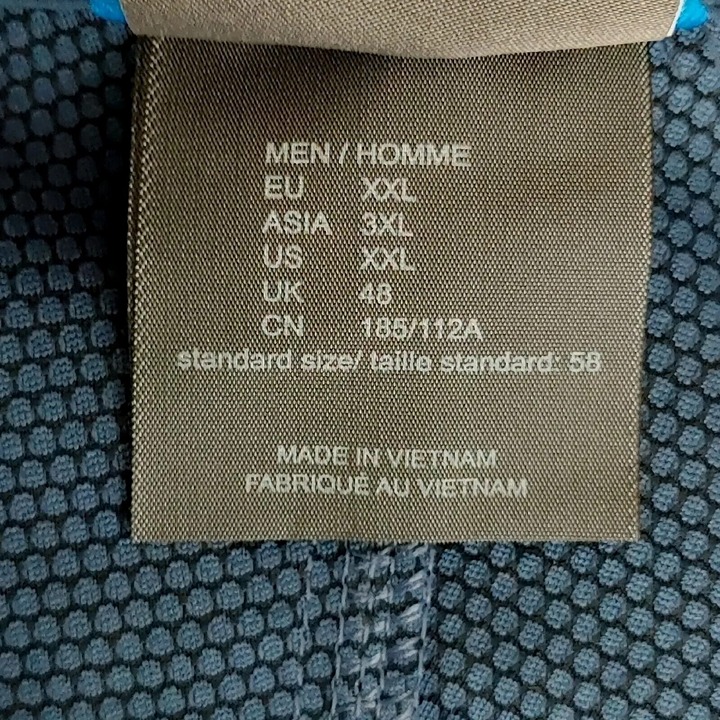 MEN / HOMME
EU XXL
ASIA 3XL
US XXL
UK 48
CN 185/112A
standard size/ taille standard: 58
MADE IN VIETNAM
FABRIQUÉ AU VIETNAM